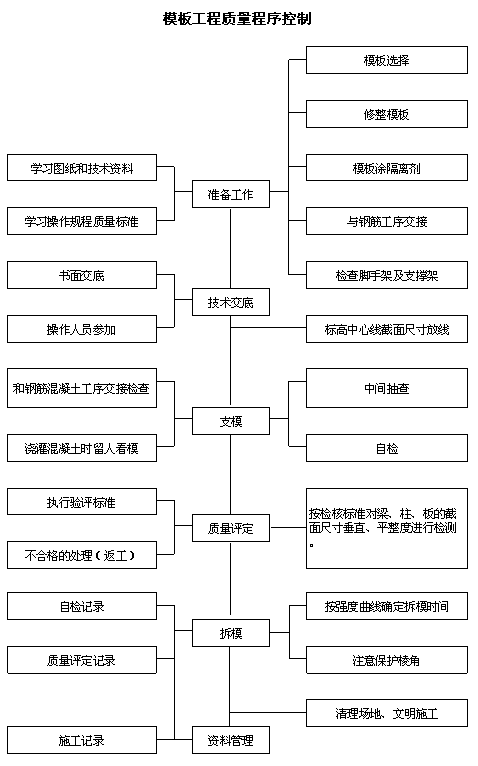 模板工程质量程序控制
模板选择
修整模板
学习图纸和技术资料
模板涂隔离剂
准备工作
学习操作规程质量标准
与钢筋工序交接
书面交底
检查脚手架及支撑架
技术交底
操作人员参加
标高中心线截面尺寸放线
和钢筋混凝土工序交接检查
中间抽查
支模
浇灌混凝土时留人看模
自检
执行验评标准
按检核标准对梁、柱、板的截
面尺寸垂直、平整度进行检测
。
质量评定
不合格的处理（返工）
自检记录
按强度曲线确定拆模时间
拆模
质量评定记录
注意保护棱角
清理场地、文明施工
施工记录
资料管理